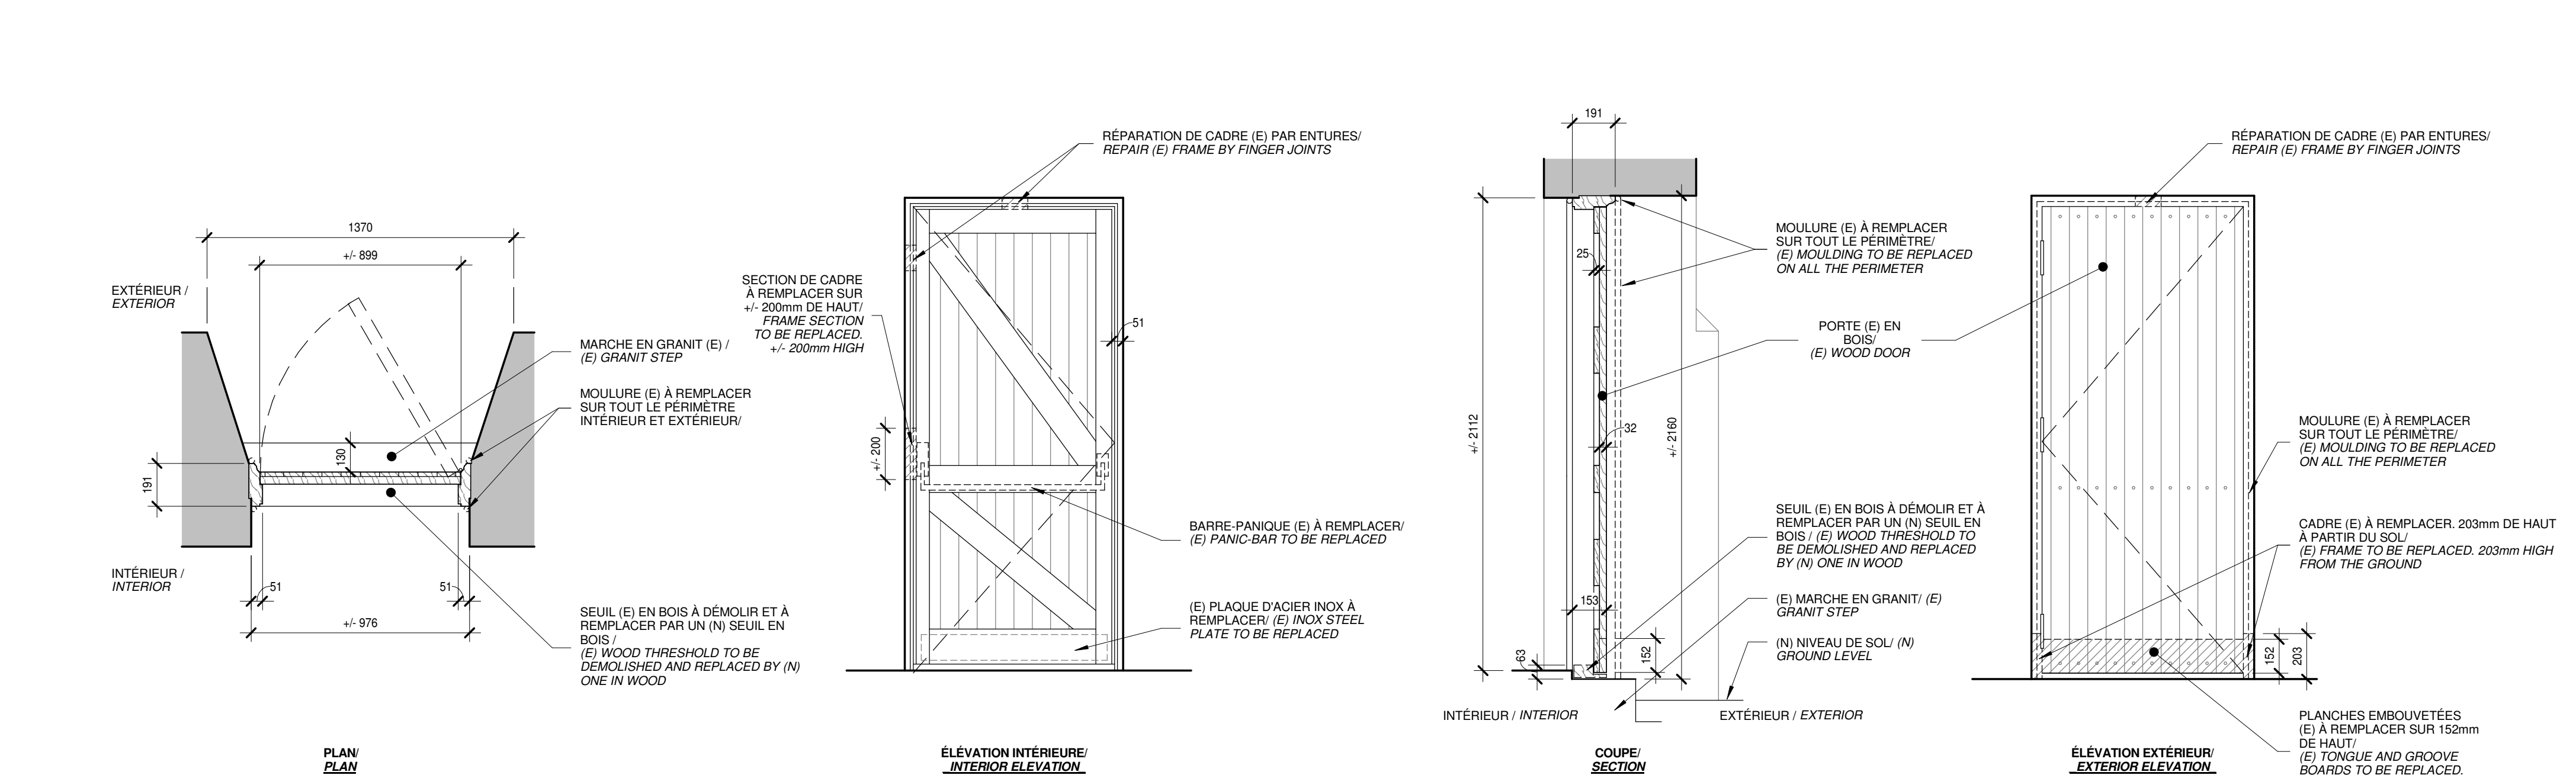 1370
+/- 899
EXTÉRIEUR /
EXTERIOR
MARCHE EN GRANIT (E) /
(E) GRANIT STEP
MOULURE (E) À REMPLACER
SUR TOUT LE PÉRIMÈTRE
INTÉRIEUR ET EXTÉRIEUR/
130
191
INTÉRIEUR /
INTERIOR
51
51
+/- 976
SEUIL (E) EN BOIS À DÉMOLIR ET À
REMPLACER PAR UN (N) SEUIL EN
BOIS /
(E) WOOD THRESHOLD TO BE
DEMOLISHED AND REPLACED BY (N)
ONE IN WOOD
PLAN/
PLAN
RÉPARATION DE CADRE (E) PAR ENTURES/
REPAIR (E) FRAME BY FINGER JOINTS
SECTION DE CADRE
À REMPLACER SUR
+/- 200mm DE HAUT/
FRAME SECTION
TO BE REPLACED.
+/- 200mm HIGH
51
+/- 200
BARRE-PANIQUE (E) À REMPLACER/
(E) PANIC-BAR TO BE REPLACED
(E) PLAQUE D'ACIER INOX À
REMPLACER/ (E) INOX STEEL
PLATE TO BE REPLACED
ÉLÉVATION INTÉRIEURE/
INTERIOR ELEVATION
191
MOULURE (E) À REMPLACER
SUR TOUT LE PÉRIMÈTRE/
(E) MOULDING TO BE REPLACED
ON ALL THE PERIMETER
25
PORTE (E) EN
BOIS/
(E) WOOD DOOR
+/- 2112
32
+/- 2160
SEUIL (E) EN BOIS À DÉMOLIR ET À
REMPLACER PAR UN (N) SEUIL EN
BOIS / (E) WOOD THRESHOLD TO
BE DEMOLISHED AND REPLACED
BY (N) ONE IN WOOD
153
(E) MARCHE EN GRANIT/ (E)
GRANIT STEP
63
152
(N) NIVEAU DE SOL/ (N)
GROUND LEVEL
INTÉRIEUR / INTERIOR
EXTÉRIEUR / EXTERIOR
COUPE/
SECTION
RÉPARATION DE CADRE (E) PAR ENTURES/
REPAIR (E) FRAME BY FINGER JOINTS
MOULURE (E) À REMPLACER
SUR TOUT LE PÉRIMÈTRE/
(E) MOULDING TO BE REPLACED
ON ALL THE PERIMETER
CADRE (E) À REMPLACER. 203mm DE HAUT
À PARTIR DU SOL/
(E) FRAME TO BE REPLACED. 203mm HIGH
FROM THE GROUND
152
203
PLANCHES EMBOUVETÉES
(E) À REMPLACER SUR 152mm
DE HAUT/
(E) TONGUE AND GROOVE
BOARDS TO BE REPLACED.
ÉLÉVATION EXTÉRIEUR/
EXTERIOR ELEVATION